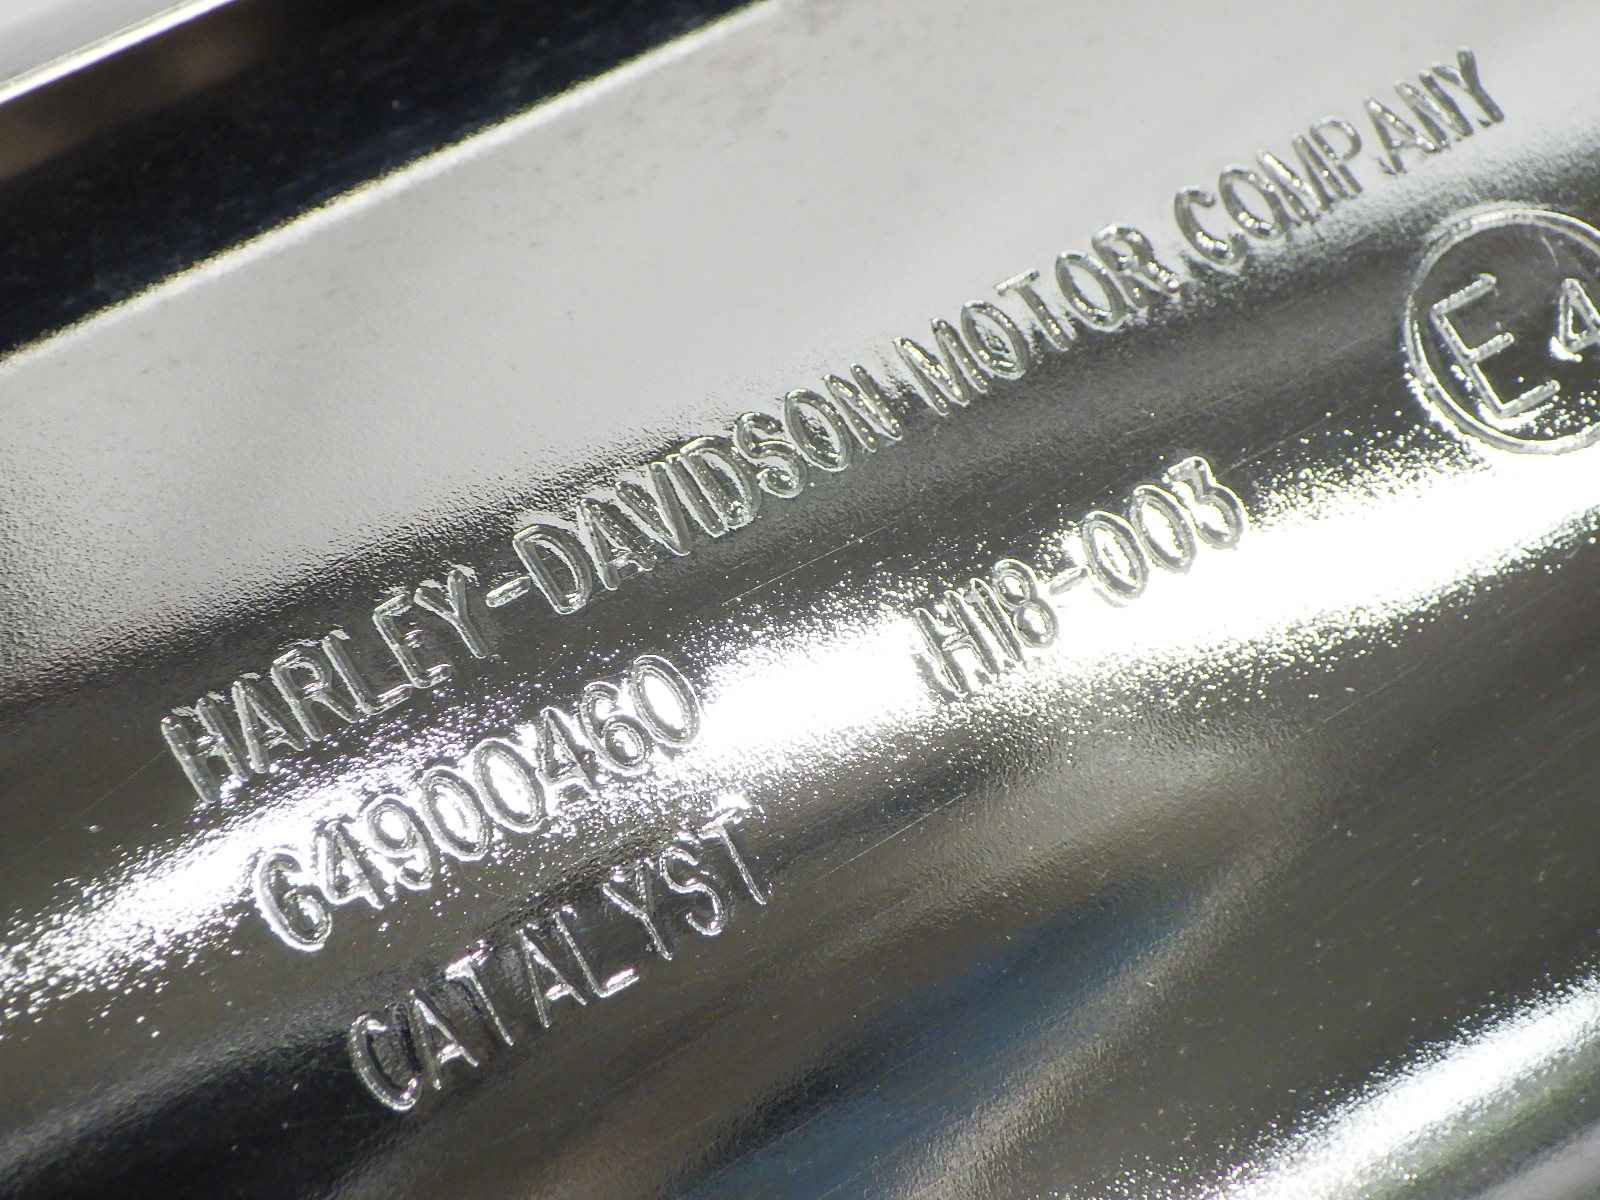 HARLEY-DAVIDSON MOTOR COMPANY
64900460 H18-003
CATALYST
E4